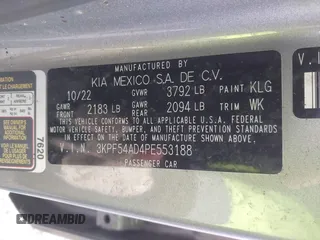 MFD. BY
KIA MEXICO S.A. DE C.V.
10/22 GVWR 3792 LB PAINT KLG
GAWR FRONT 2183 LB GAWR REAR 2094 LB TRIM WK
THIS VEHICLE CONFORMS TO ALL APPLICABLE U.S. FEDERAL
MOTOR VEHICLE SAFETY, BUMPER, AND THEFT PREVENTION
STANDARDS IN EFFECT ON THE DATE OF MANUFACTURE
SHOWN ABOVE.
V.I.N. 3KPF54AD4PE553188
PASSENGER CAR
7620
V.I
DREAMBID